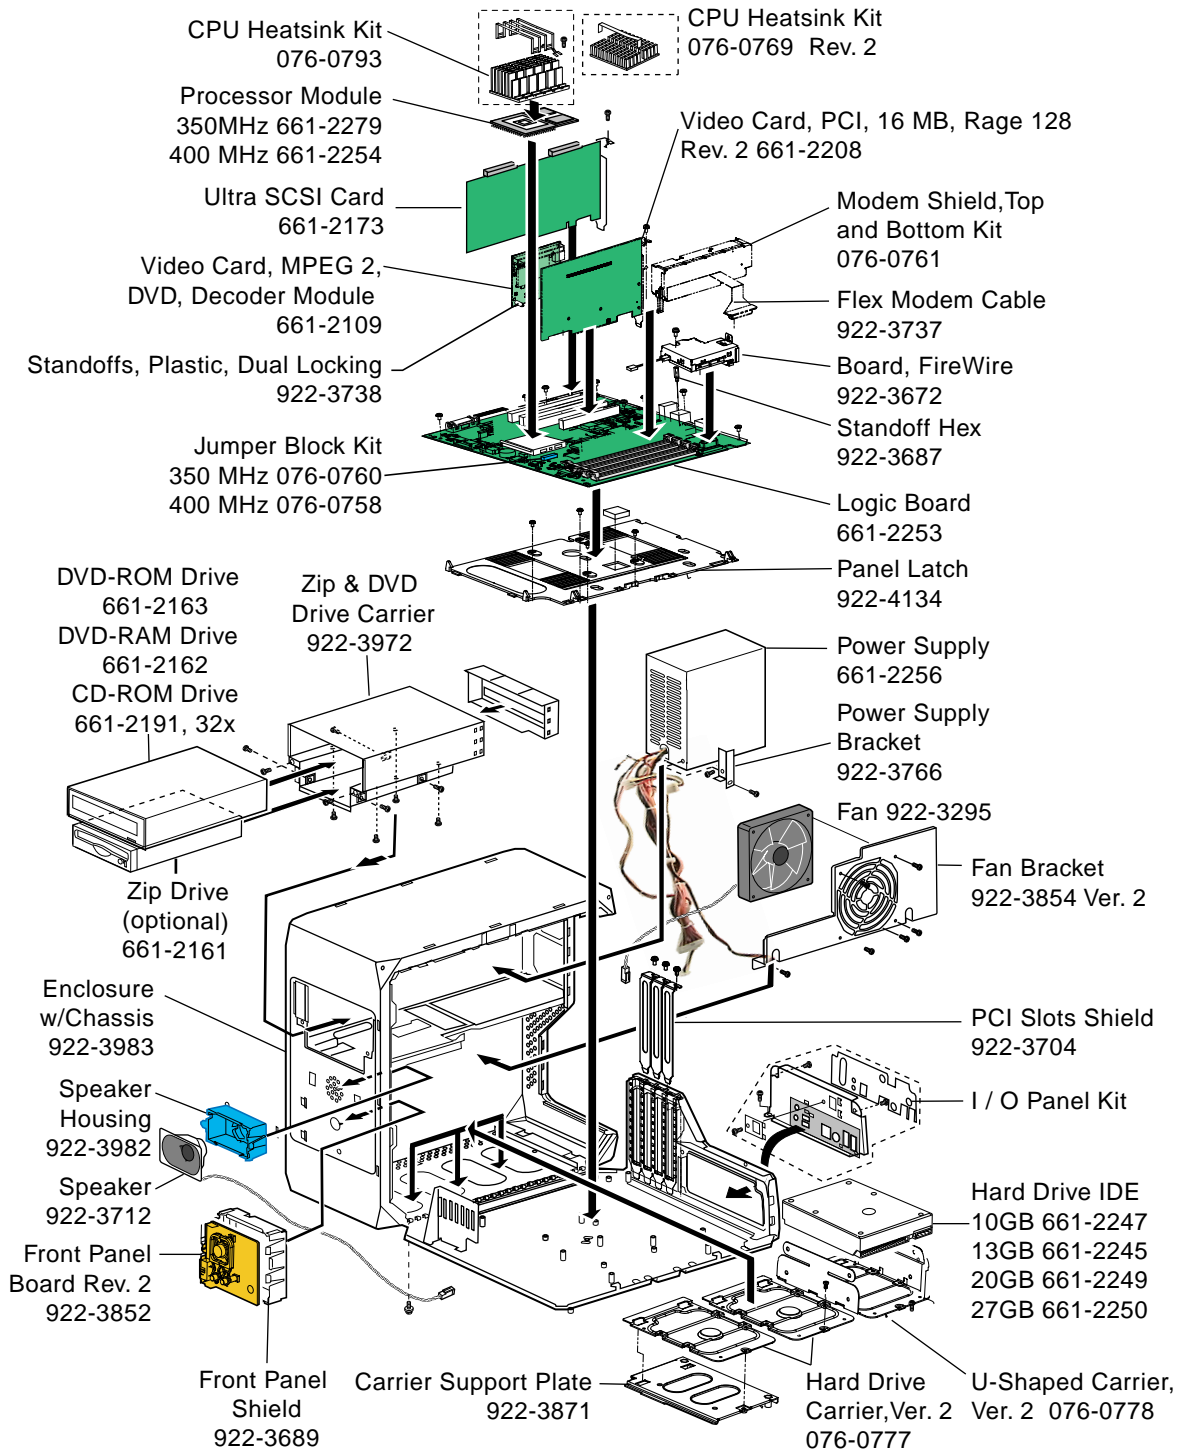 CPU Heatsink Kit
076-0793
CPU Heatsink Kit
076-0769  Rev. 2
Processor Module
350MHz 661-2279
400 MHz 661-2254
Video Card, PCI, 16 MB, Rage 128
Rev. 2 661-2208
Ultra SCSI Card
661-2173
Modem Shield,Top
and Bottom Kit
076-0761
Video Card, MPEG 2,
DVD, Decoder Module
661-2109
Flex Modem Cable
922-3737
Standoffs, Plastic, Dual Locking
922-3738
Board, FireWire
922-3672
Standoff Hex
922-3687
Jumper Block Kit
350 MHz 076-0760
400 MHz 076-0758
Logic Board
661-2253
Panel Latch
922-4134
DVD-ROM Drive
661-2163
DVD-RAM Drive
661-2162
CD-ROM Drive
661-2191, 32x
Zip & DVD
Drive Carrier
922-3972
Power Supply
661-2256
Power Supply
Bracket
922-3766
Fan 922-3295
Fan Bracket
922-3854 Ver. 2
Zip Drive
(optional)
661-2161
Enclosure
w/Chassis
922-3983
PCI Slots Shield
922-3704
Speaker
Housing
922-3982
I / O Panel Kit
Speaker
922-3712
Hard Drive IDE
10GB 661-2247
13GB 661-2245
20GB 661-2249
27GB 661-2250
Front Panel
Board Rev. 2
922-3852
Front Panel
Shield
922-3689
Carrier Support Plate
922-3871
Hard Drive
Carrier,Ver. 2
076-0777
U-Shaped Carrier,
Ver. 2  076-0778